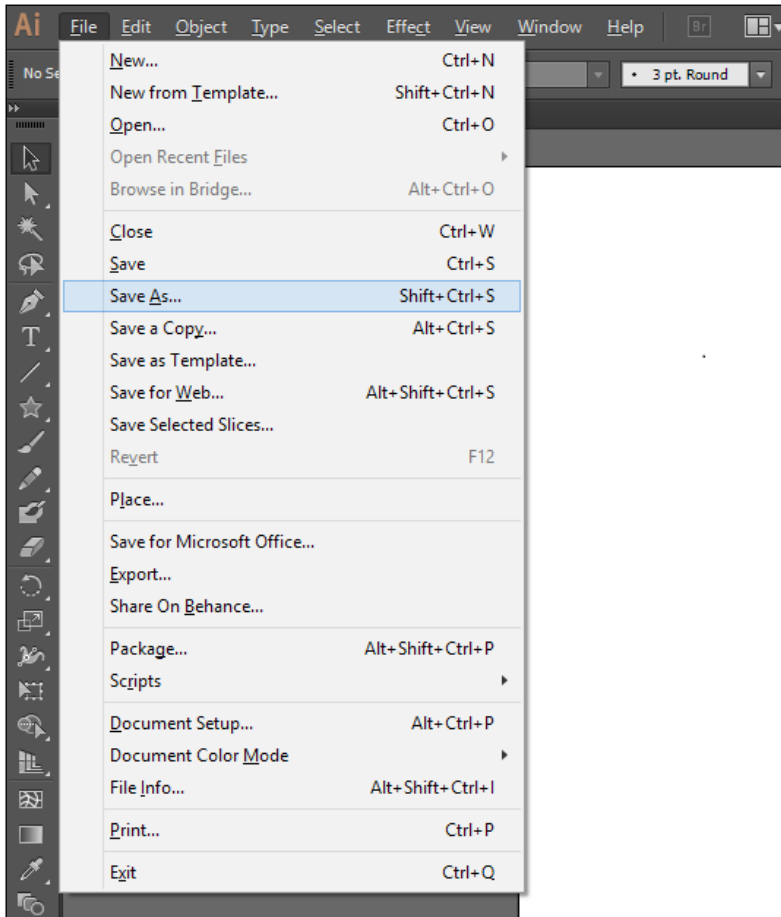 Ai File Edit Object Type Select Effect View Window Help Br
No Se
3 pt. Round
New... Ctrl+N
New from Template... Shift+Ctrl+N
Open... Ctrl+O
Open Recent Files
Browse in Bridge... Alt+Ctrl+O
Close Ctrl+W
Save Ctrl+S
Save As... Shift+Ctrl+S
Save a Copy... Alt+Ctrl+S
Save as Template...
Save for Web... Alt+Shift+Ctrl+S
Save Selected Slices...
Revert F12
Place...
Save for Microsoft Office...
Export...
Share On Behance...
Package... Alt+Shift+Ctrl+P
Scripts
Document Setup... Alt+Ctrl+P
Document Color Mode
File Info... Alt+Shift+Ctrl+I
Print... Ctrl+P
Exit Ctrl+Q